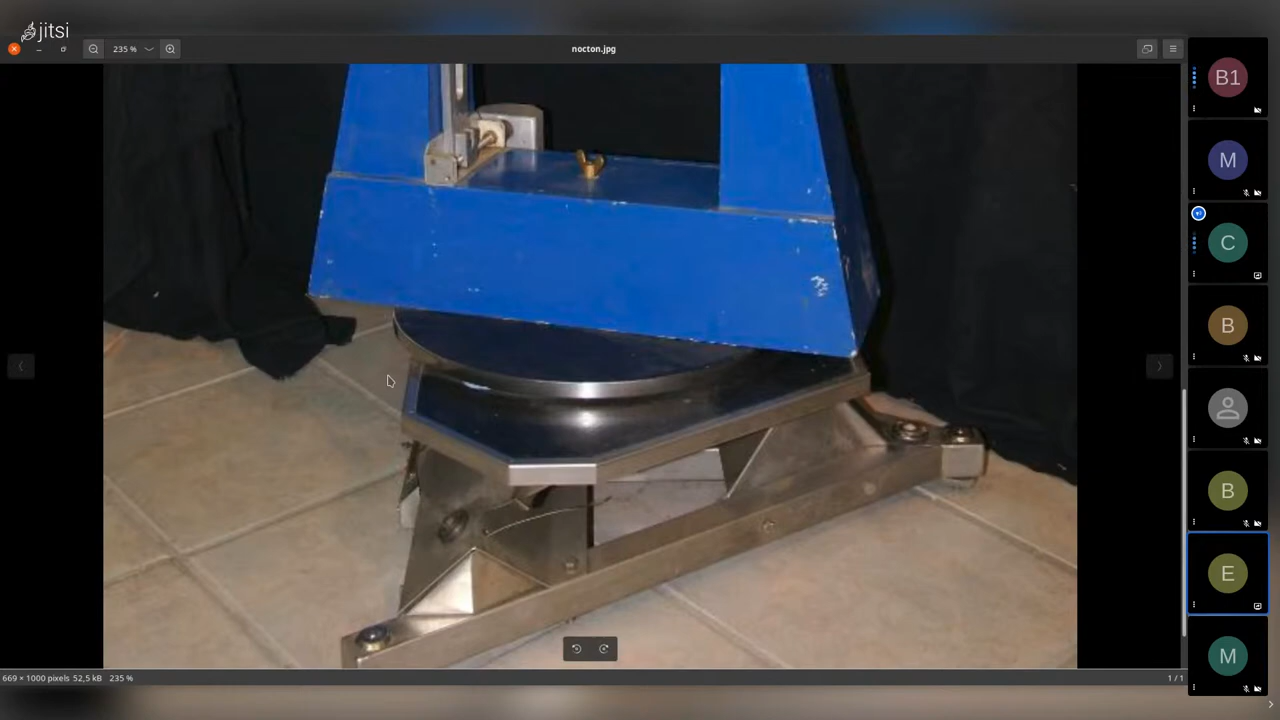 jitsi
235 %
nocton.jpg
B1
M
C
B
B
E
M
669 × 1000 pixels 52,5 kB 235 %
1 / 1